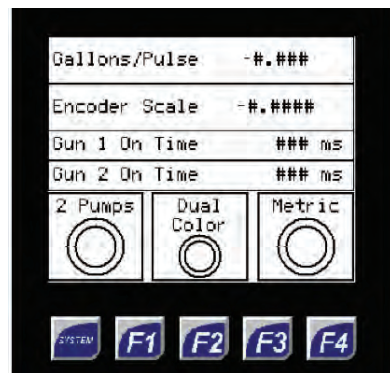 Gallons/Pulse -#.###
Encoder Scale -#.####
Gun 1 On Time ### ms
Gun 2 On Time ### ms
2 Pumps Dual Color Metric
SYSTEM F1 F2 F3 F4